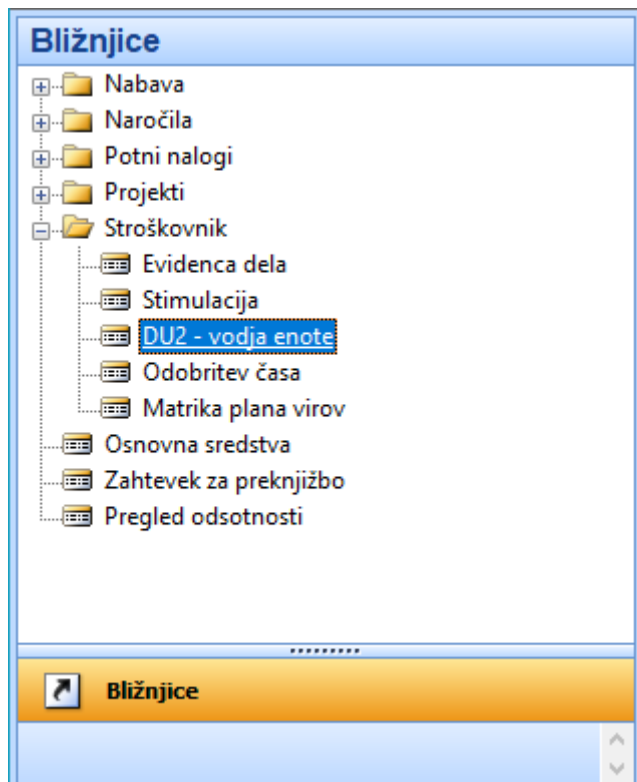 Bližnjice
Nabava
Naročila
Potni nalogi
Projekti
Stroškovnik
Evidenca dela
Stimulacija
DU2 - vodja enote
Odobritev časa
Matrika plana virov
Osnovna sredstva
Zahtevek za preknjižbo
Pregled odsotnosti
Bližnjice